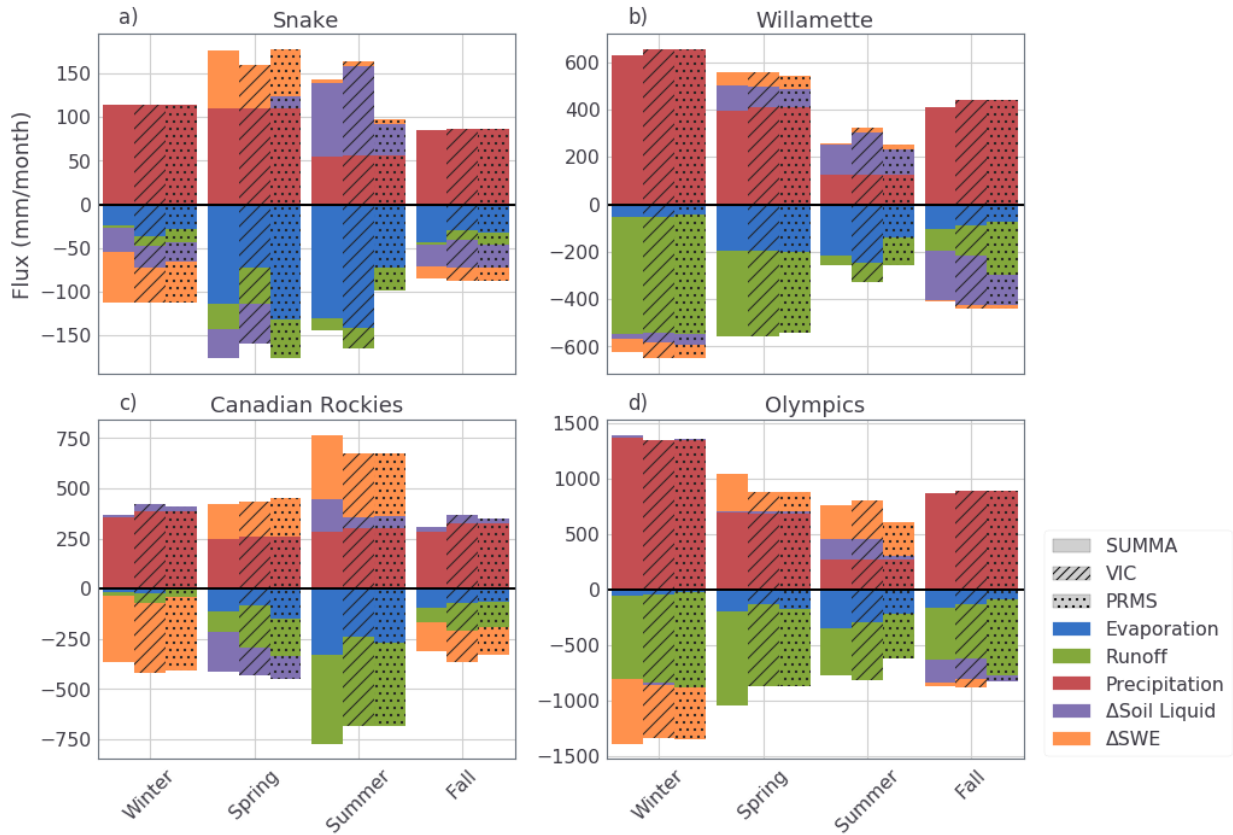 a) Snake
b) Willamette
Flux (mm/month)
150
100
50
0
−50
−100
−150
600
400
200
0
−200
−400
−600
c) Canadian Rockies
d) Olympics
750
500
250
0
−250
−500
−750
1500
1000
500
0
−500
−1000
−1500
Winter Spring Summer Fall
Winter Spring Summer Fall
SUMMA
VIC
PRMS
Evaporation
Runoff
Precipitation
ΔSoil Liquid
ΔSWE